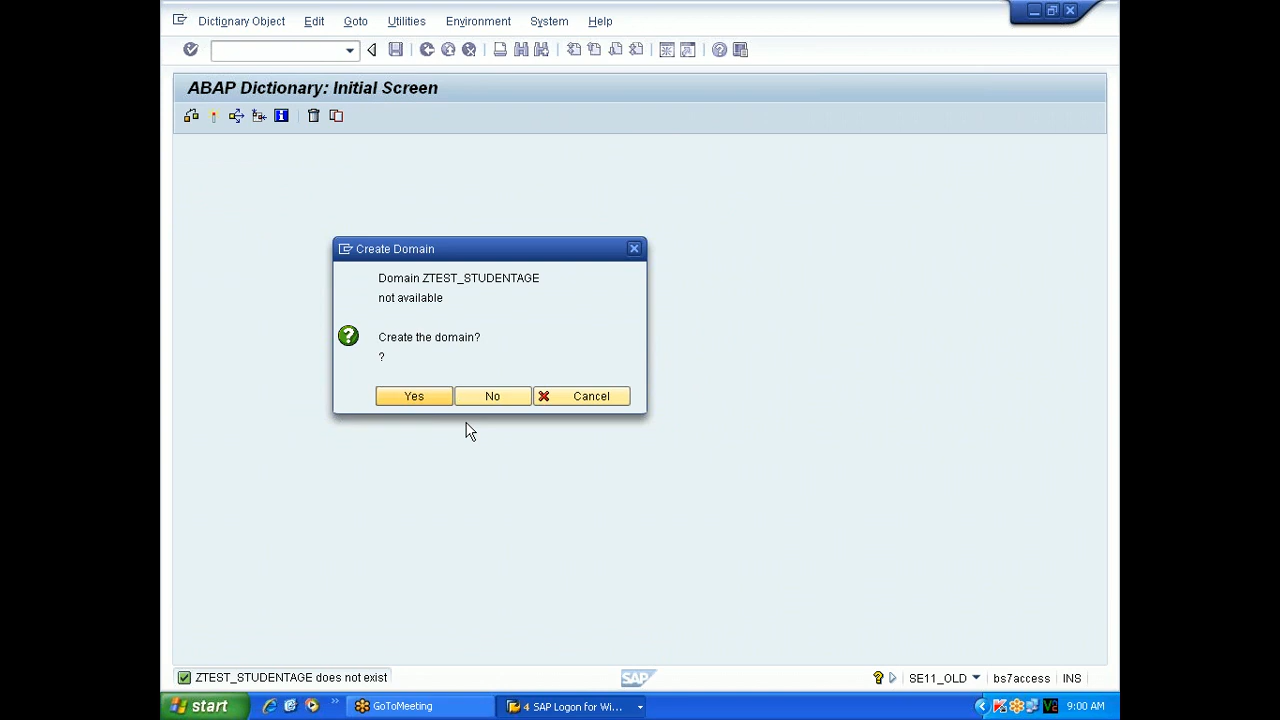 Dictionary Object Edit Goto Utilities Environment System Help
ABAP Dictionary: Initial Screen
Create Domain
Domain ZTEST_STUDENTAGE
not available
Create the domain?
?
Yes No Cancel
ZTEST_STUDENTAGE does not exist
SAP
SE11_OLD bs7access INS
start GoToMeeting 4 SAP Logon for Wi... 9:00 AM